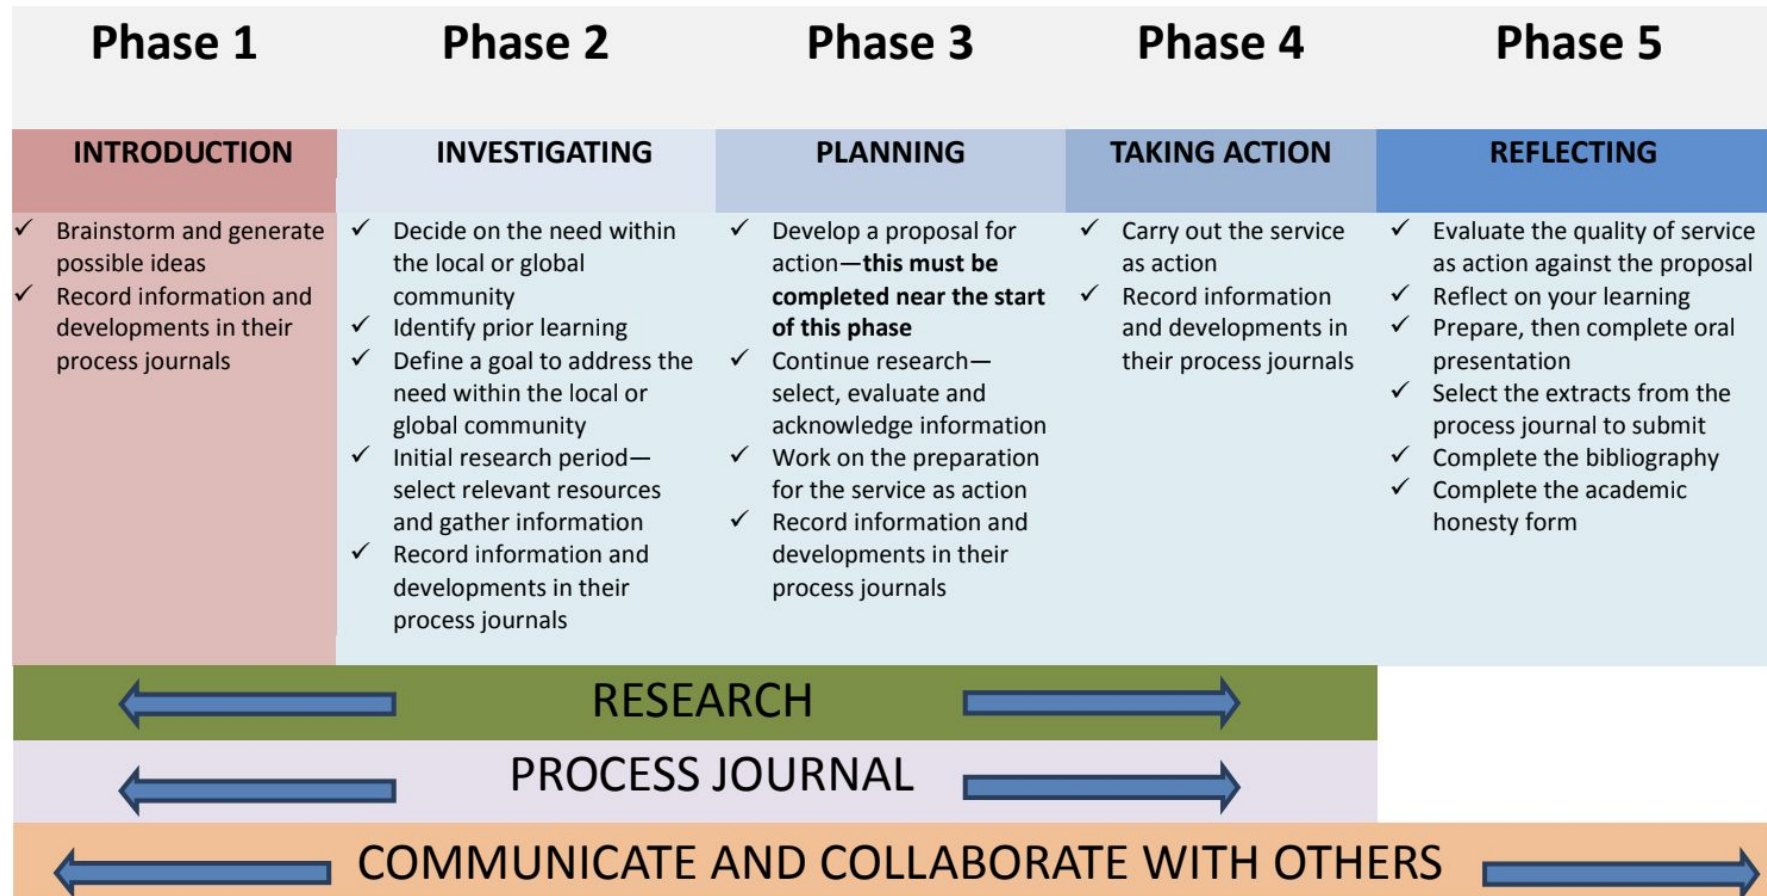 Phase 1
Phase 2
Phase 3
Phase 4
Phase 5
INTRODUCTION
INVESTIGATING
PLANNING
TAKING ACTION
REFLECTING
✓ Brainstorm and generate
possible ideas
✓ Record information and
developments in their
process journals
✓ Decide on the need within
the local or global
community
✓ Identify prior learning
✓ Define a goal to address the
need within the local or
global community
✓ Initial research period—
select relevant resources
and gather information
✓ Record information and
developments in their
process journals
✓ Develop a proposal for
action—this must be
completed near the start
of this phase
✓ Continue research—
select, evaluate and
acknowledge information
✓ Work on the preparation
for the service as action
✓ Record information and
developments in their
process journals
✓ Carry out the service
as action
✓ Record information
and developments in
their process journals
✓ Evaluate the quality of service
as action against the proposal
✓ Reflect on your learning
✓ Prepare, then complete oral
presentation
✓ Select the extracts from the
process journal to submit
✓ Complete the bibliography
✓ Complete the academic
honesty form
RESEARCH
PROCESS JOURNAL
COMMUNICATE AND COLLABORATE WITH OTHERS